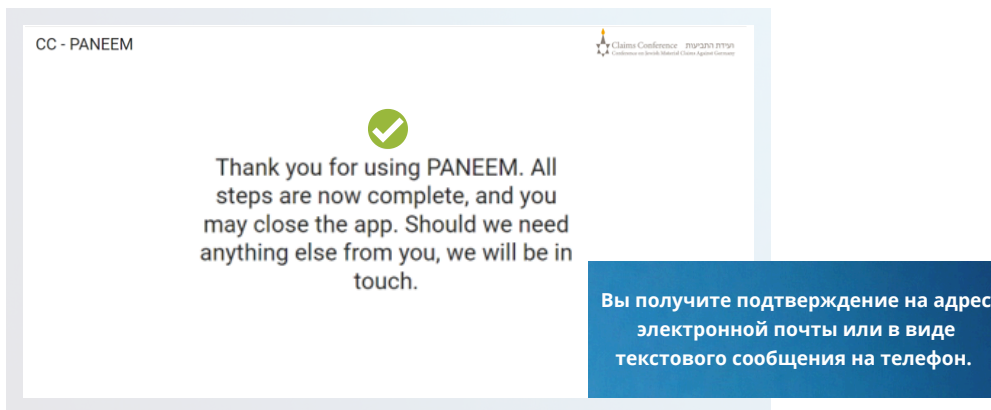 CC - PANEEM
Claims Conference ועידת התביעות
Conference on Jewish Material Claims Against Germany
Thank you for using PANEEM. All
steps are now complete, and you
may close the app. Should we need
anything else from you, we will be in
touch.
Вы получите подтверждение на адрес
электронной почты или в виде
текстового сообщения на телефон.